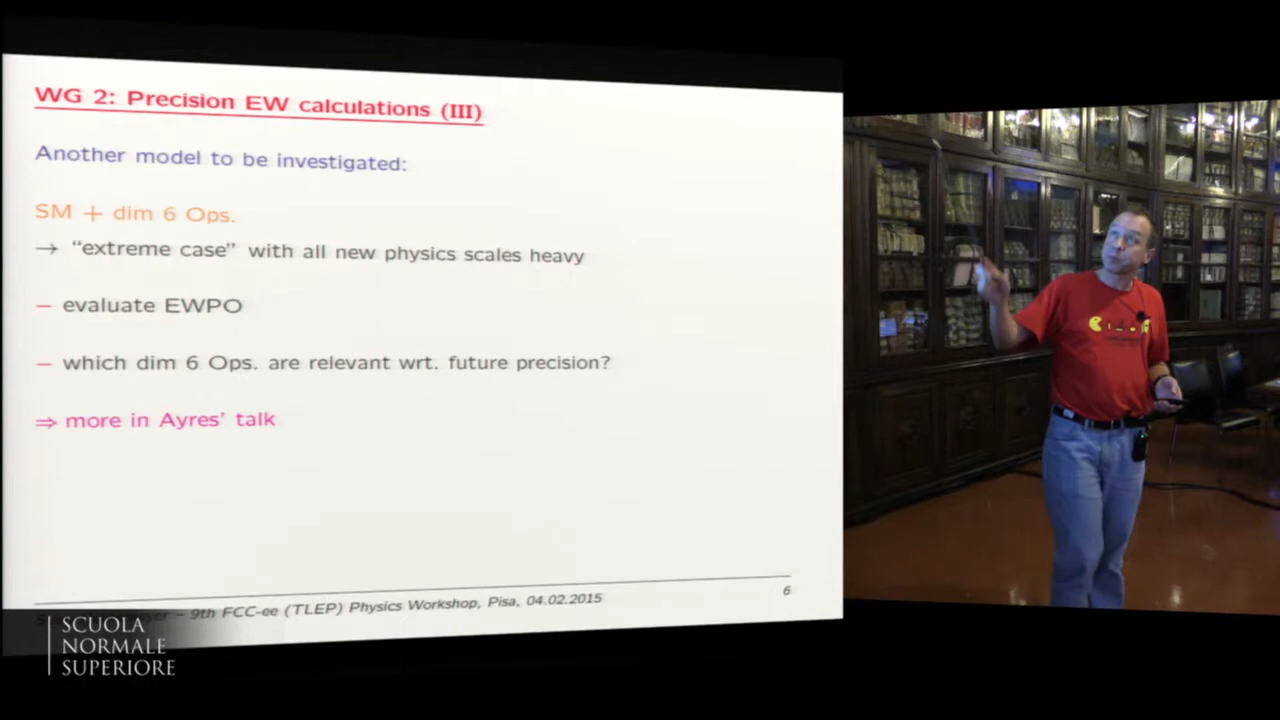 WG 2: Precision EW calculations (III)
Another model to be investigated:
SM + dim 6 Ops.
→ “extreme case” with all new physics scales heavy
– evaluate EWPO
– which dim 6 Ops. are relevant wrt. future precision?
⇒ more in Ayres’ talk
– 9th FCC-ee (TLEP) Physics Workshop, Pisa, 04.02.2015
6
SCUOLA
NORMALE
SUPERIORE